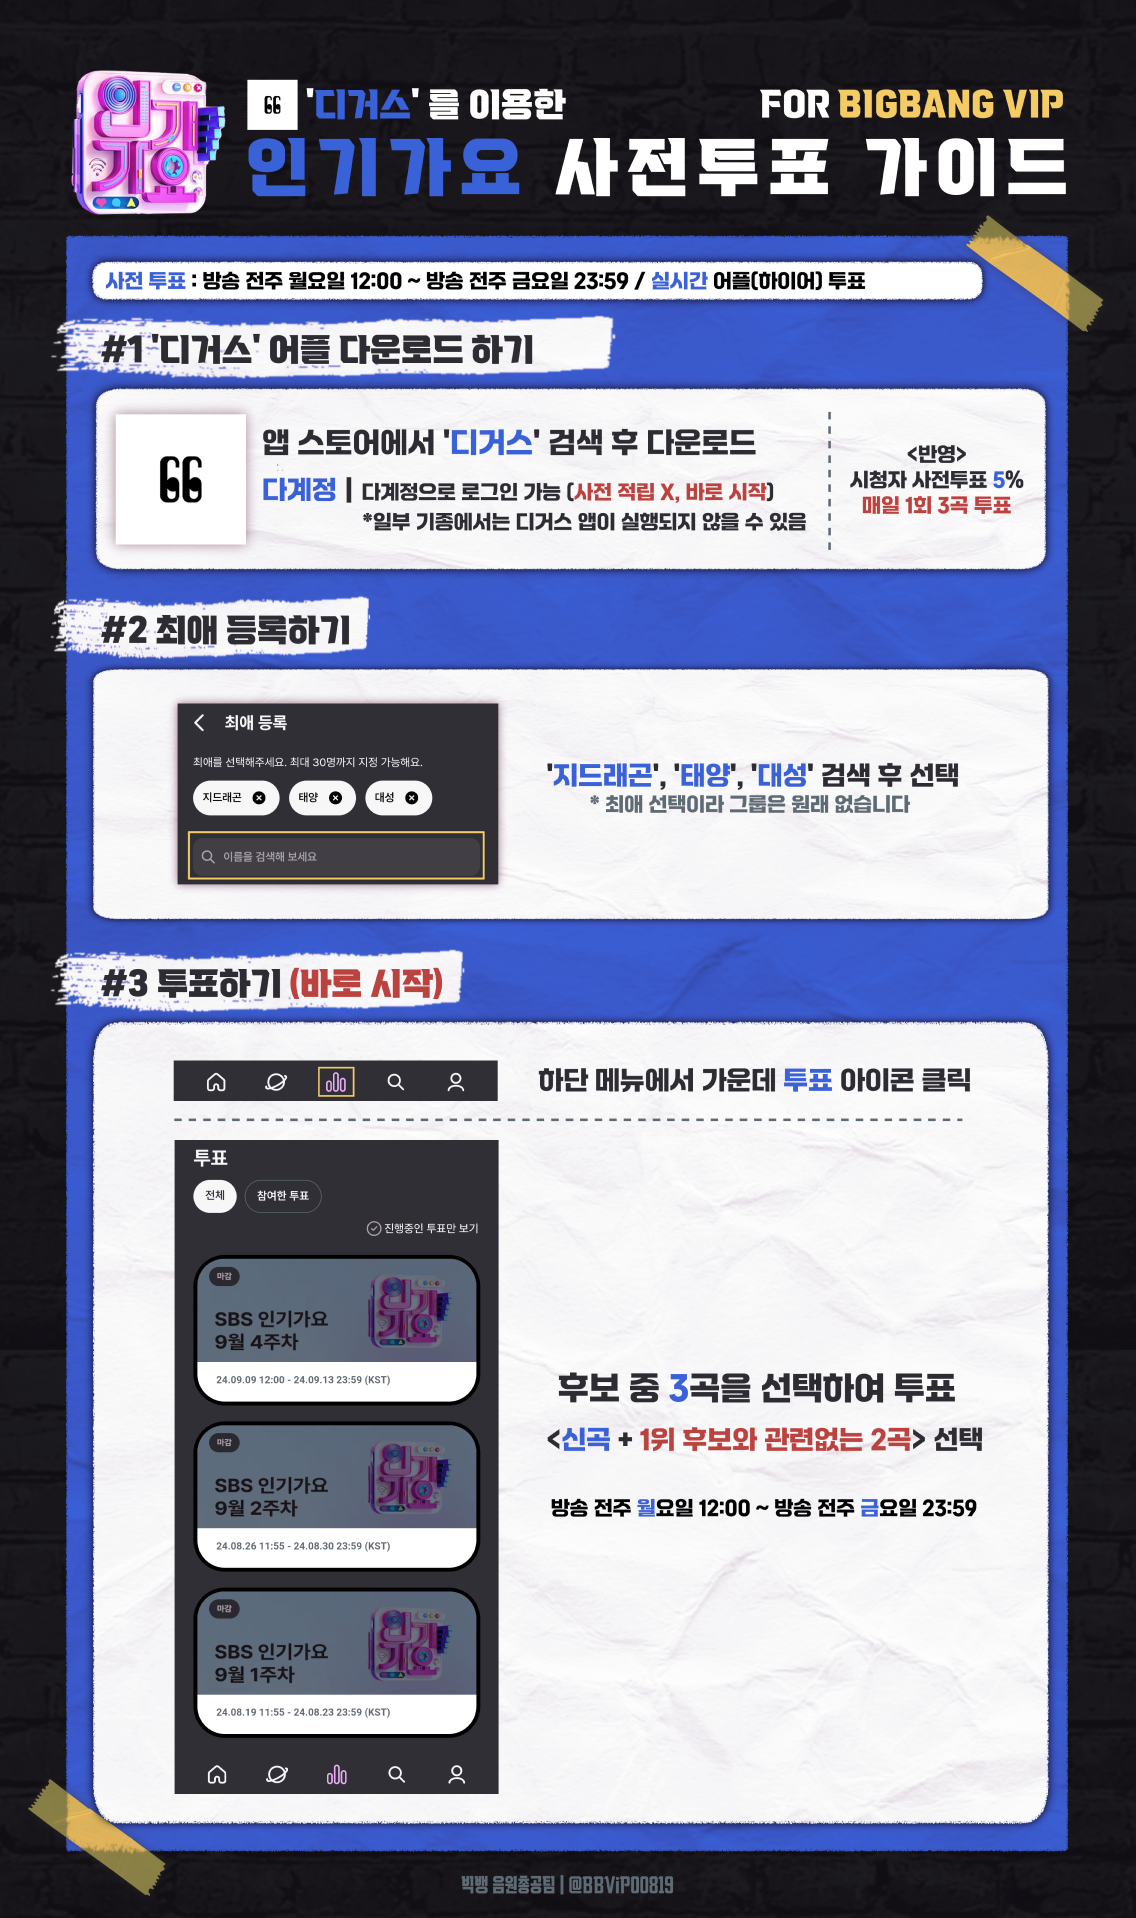 인기가요
66 '디거스' 를 이용한
FOR BIGBANG VIP
인기가요 사전투표 가이드
사전 투표 : 방송 전주 월요일 12:00 ~ 방송 전주 금요일 23:59 / 실시간 어플(하이어) 투표
#1 '디거스' 어플 다운로드 하기
66
앱 스토어에서 '디거스' 검색 후 다운로드
다계정 | 다계정으로 로그인 가능 (사전 적립 X, 바로 시작)
*일부 기종에서는 디거스 앱이 실행되지 않을 수 있음
<반영>
시청자 사전투표 5%
매일 1회 3곡 투표
#2 최애 등록하기
최애 등록
최애를 선택해주세요. 최대 30명까지 지정 가능해요.
지드래곤 태양 대성
이름을 검색해 보세요
'지드래곤', '태양', '대성' 검색 후 선택
* 최애 선택이라 그룹은 원래 없습니다
#3 투표하기 (바로 시작)
하단 메뉴에서 가운데 투표 아이콘 클릭
투표
전체 참여한 투표
진행중인 투표만 보기
마감
SBS 인기가요
9월 4주차
인기가요
24.09.09 12:00 - 24.09.13 23:59 (KST)
마감
SBS 인기가요
9월 2주차
인기가요
24.08.26 11:55 - 24.08.30 23:59 (KST)
마감
SBS 인기가요
9월 1주차
인기가요
24.08.19 11:55 - 24.08.23 23:59 (KST)
후보 중 3곡을 선택하여 투표
<신곡 + 1위 후보와 관련없는 2곡> 선택
방송 전주 월요일 12:00 ~ 방송 전주 금요일 23:59
빅뱅 음원총공팀 | @BBViP00819